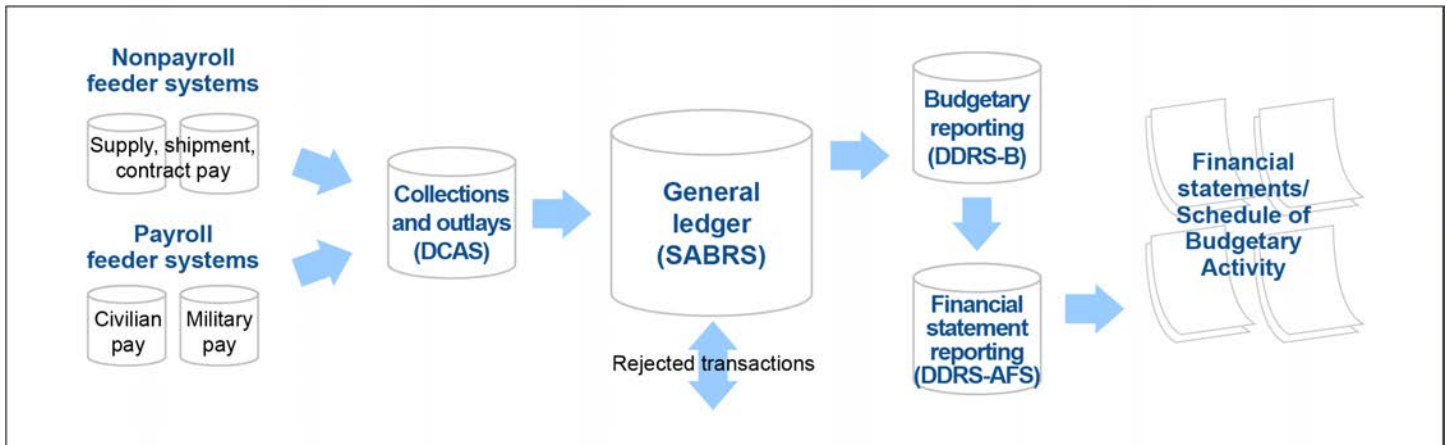 Nonpayroll
feeder systems
Supply, shipment,
contract pay
Payroll
feeder systems
Civilian
pay
Military
pay
Collections
and outlays
(DCAS)
General
ledger
(SABRS)
Rejected transactions
Budgetary
reporting
(DDRS-B)
Financial
statement
reporting
(DDRS-AFS)
Financial
statements/
Schedule of
Budgetary
Activity